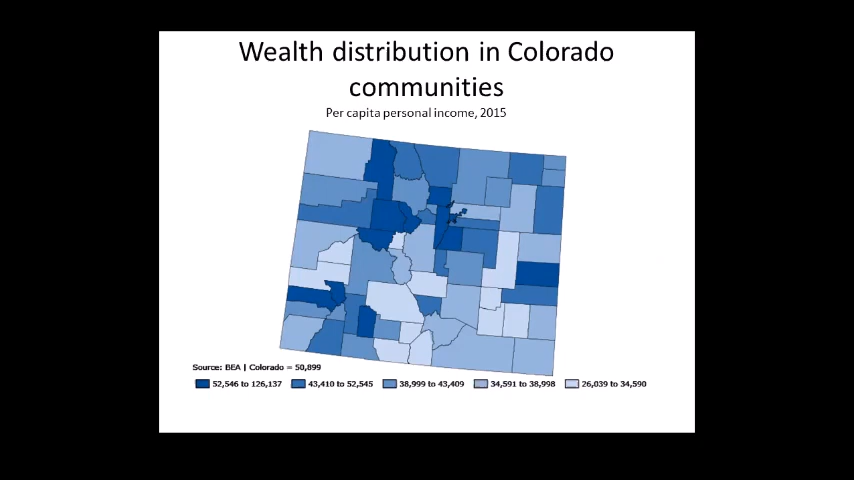 Wealth distribution in Colorado
communities
Per capita personal income, 2015
Source: BEA | Colorado = 50,899
52,546 to 126,137 43,410 to 52,545 38,999 to 43,409 34,591 to 38,998 26,039 to 34,590